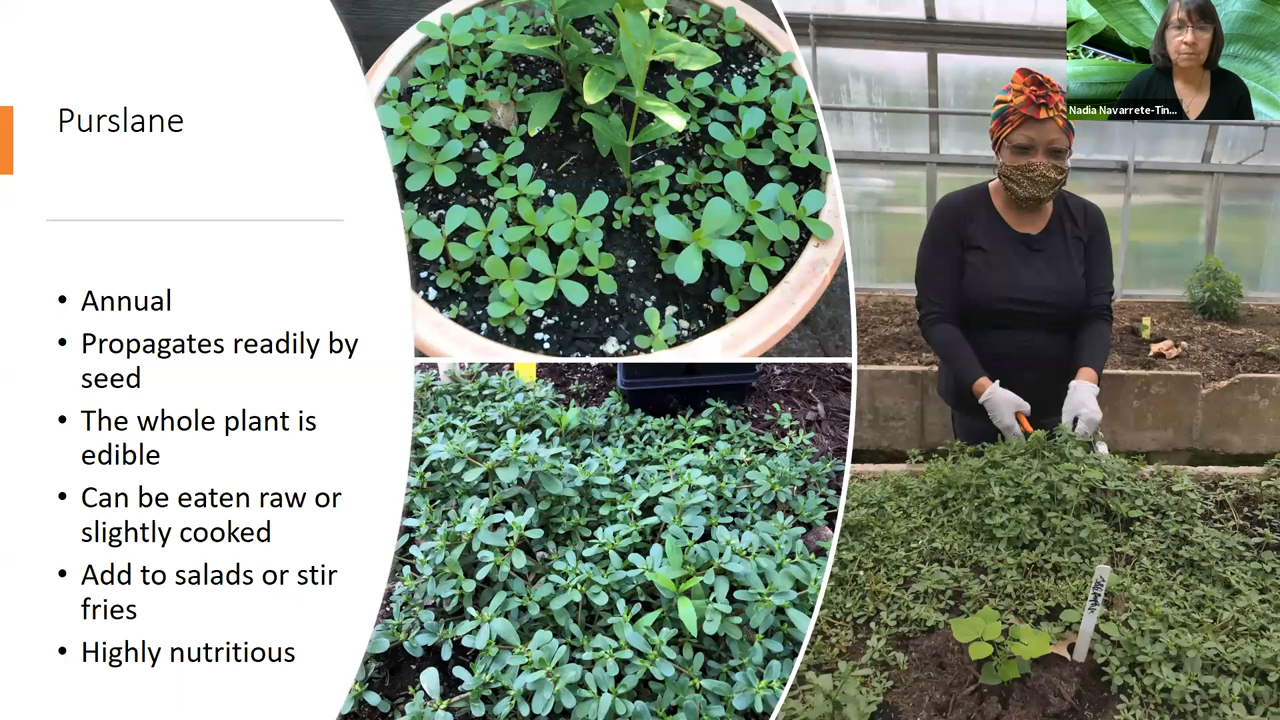 Purslane
• Annual
• Propagates readily by
seed
• The whole plant is
edible
• Can be eaten raw or
slightly cooked
• Add to salads or stir
fries
• Highly nutritious
Nadia Navarrete-Tin...